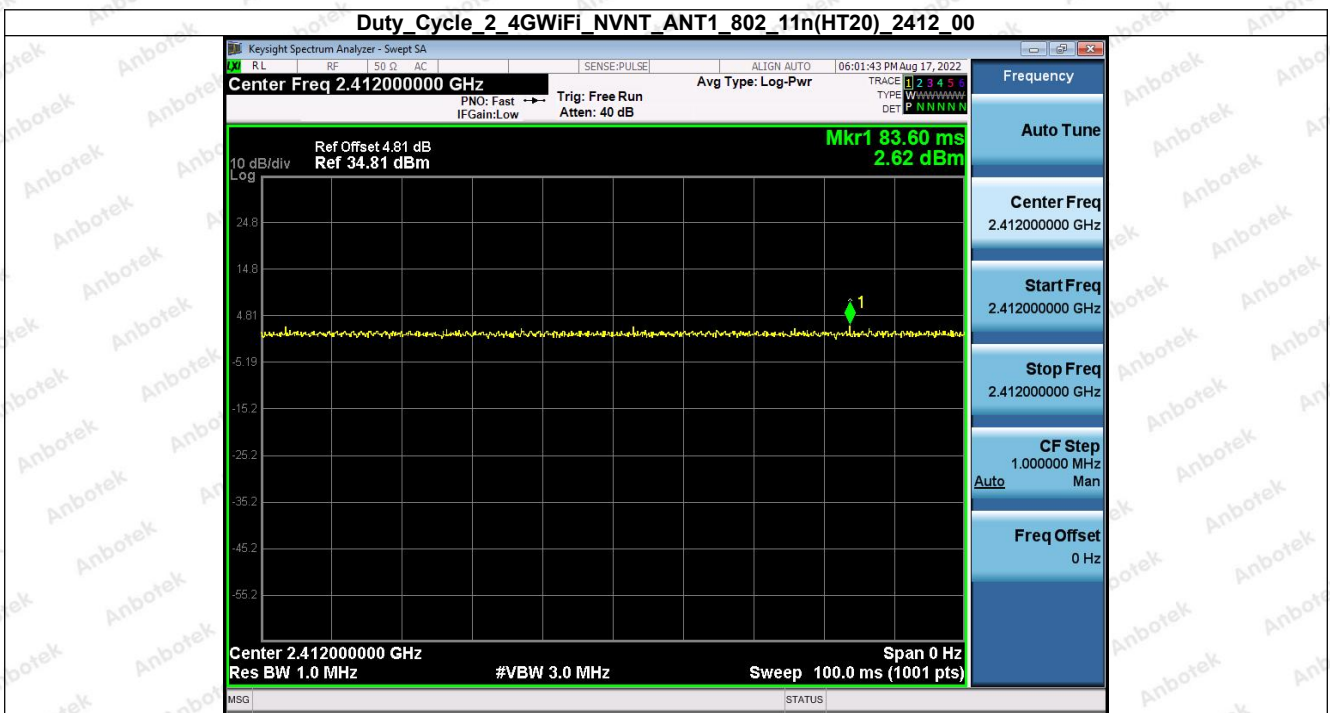 Duty_Cycle_2_4GWiFi_NVNT_ANT1_802_11n(HT20)_2412_00
Keysight Spectrum Analyzer - Swept SA
LXI RL RF 50 Ω AC SENSE:PULSE ALIGN AUTO 06:01:43 PM Aug 17, 2022
Center Freq 2.412000000 GHz
PNO: Fast
IFGain:Low
Trig: Free Run
Atten: 40 dB
Avg Type: Log-Pwr
TRACE 1 2 3 4 5 6
TYPE WWWWWW
DET P N N N N N
Ref Offset 4.81 dB
10 dB/div Ref 34.81 dBm
Log
Mkr1 83.60 ms
2.62 dBm
24.8
14.8
4.81
-5.19
-15.2
-25.2
-35.2
-45.2
-55.2
1
Center 2.412000000 GHz Span 0 Hz
Res BW 1.0 MHz #VBW 3.0 MHz Sweep 100.0 ms (1001 pts)
MSG STATUS
Frequency
Auto Tune
Center Freq
2.412000000 GHz
Start Freq
2.412000000 GHz
Stop Freq
2.412000000 GHz
CF Step
1.000000 MHz
Auto Man
Freq Offset
0 Hz
Anbotek